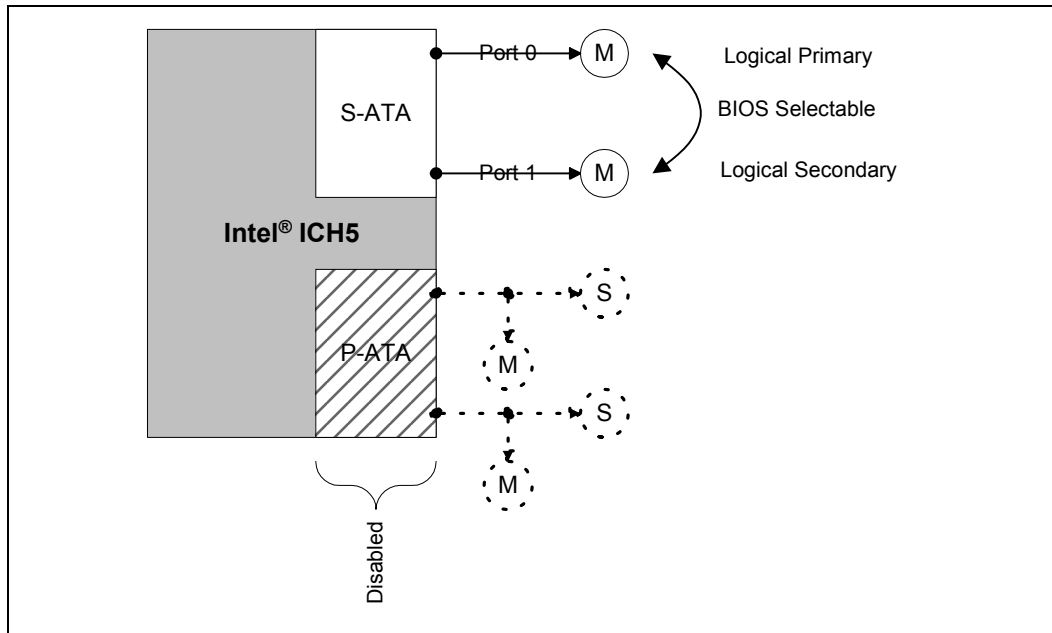 Port 0
M
Logical Primary
S-ATA
BIOS Selectable
Port 1
M
Logical Secondary
Intel® ICH5
S
P-ATA
M
S
M
Disabled